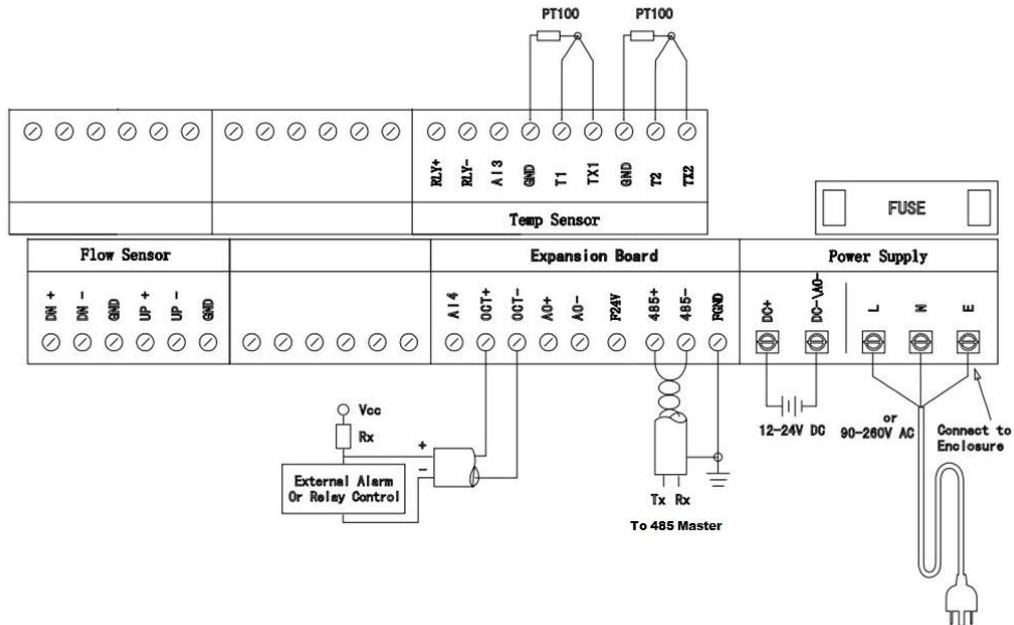 PT100 PT100
RLY+ RLY- AI3 GND T1 TX1 GND T2 TX2
Temp Sensor
FUSE
Flow Sensor Expansion Board Power Supply
DN + DN - GND UP + UP - GND AI4 OCT+ OCT- AO+ AO- P24V 485+ 485- PGND DC+ DC-\AO- L N E
Vcc
Rx
+
-
External Alarm
Or Relay Control
Tx Rx
To 485 Master
12-24V DC
or
90-260V AC
Connect to
Enclosure